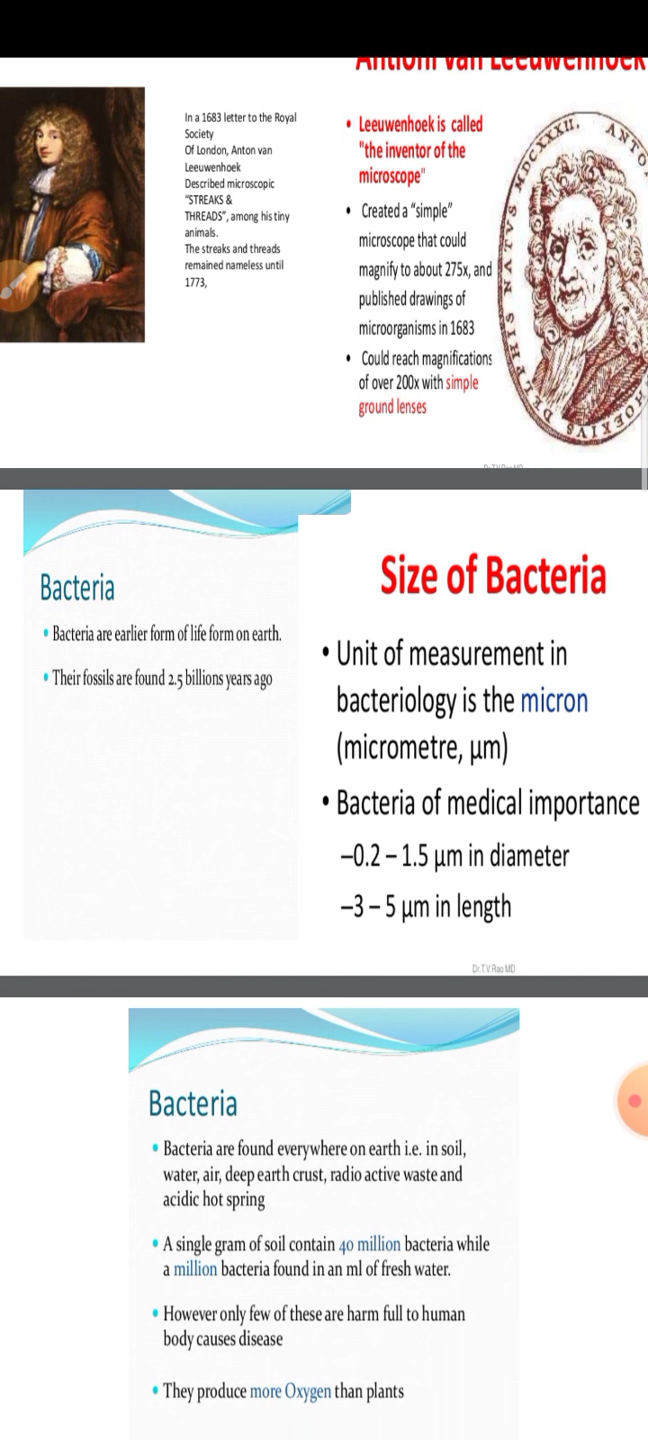 Antioni van Leeuwenhoek
In a 1683 letter to the Royal
Society
Of London, Anton van
Leeuwenhoek
Described microscopic
“STREAKS &
THREADS”, among his tiny
animals.
The streaks and threads
remained nameless until
1773,
• Leeuwenhoek is called
"the inventor of the
microscope"
• Created a “simple”
microscope that could
magnify to about 275x, and
published drawings of
microorganisms in 1683
• Could reach magnifications
of over 200x with simple
ground lenses
DELPHIS NATVS MDCXXXII. ANTO
HOEKIVS
Dr.T.V.Rao MD
Bacteria
• Bacteria are earlier form of life form on earth.
• Their fossils are found 2.5 billions years ago
Size of Bacteria
• Unit of measurement in
bacteriology is the micron
(micrometre, µm)
• Bacteria of medical importance
–0.2 – 1.5 µm in diameter
–3 – 5 µm in length
Dr.T.V.Rao MD
Bacteria
• Bacteria are found everywhere on earth i.e. in soil,
water, air, deep earth crust, radio active waste and
acidic hot spring
• A single gram of soil contain 40 million bacteria while
a million bacteria found in an ml of fresh water.
• However only few of these are harm full to human
body causes disease
• They produce more Oxygen than plants